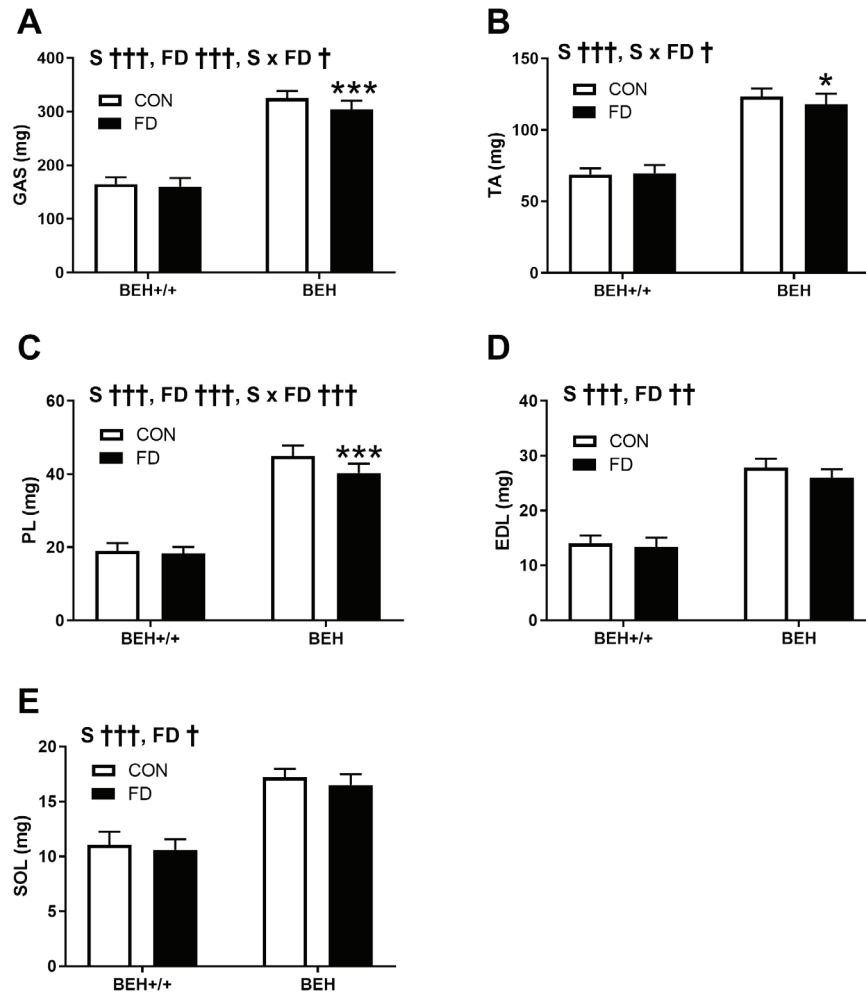 A
S †††, FD †††, S x FD †
400
300
200
100
0
GAS (mg)
CON
FD
***
BEH+/+ BEH
B
S †††, S x FD †
150
100
50
0
TA (mg)
CON
FD
*
BEH+/+ BEH
C
S †††, FD †††, S x FD †††
60
40
20
0
PL (mg)
CON
FD
***
BEH+/+ BEH
D
S †††, FD ††
40
30
20
10
0
EDL (mg)
CON
FD
BEH+/+ BEH
E
S †††, FD †
20
15
10
5
0
SOL (mg)
CON
FD
BEH+/+ BEH